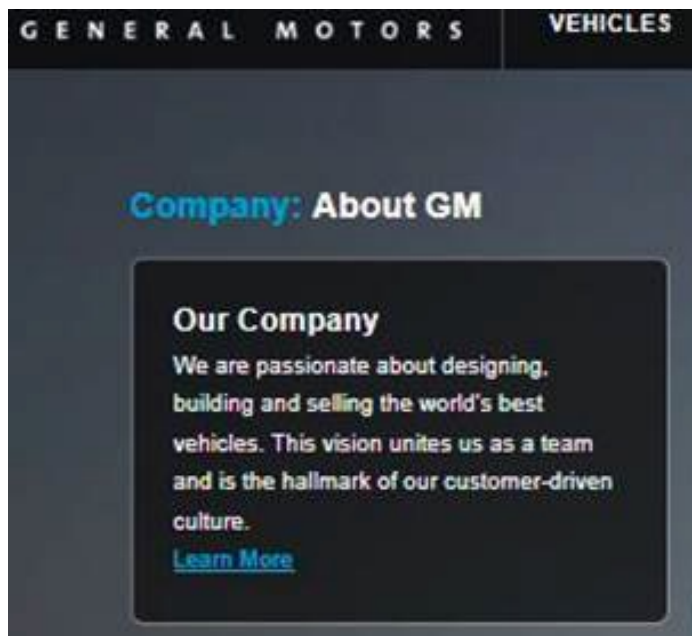 GENERAL MOTORS
VEHICLES
Company: About GM
Our Company
We are passionate about designing,
building and selling the world's best
vehicles. This vision unites us as a team
and is the hallmark of our customer-driven
culture.
Learn More